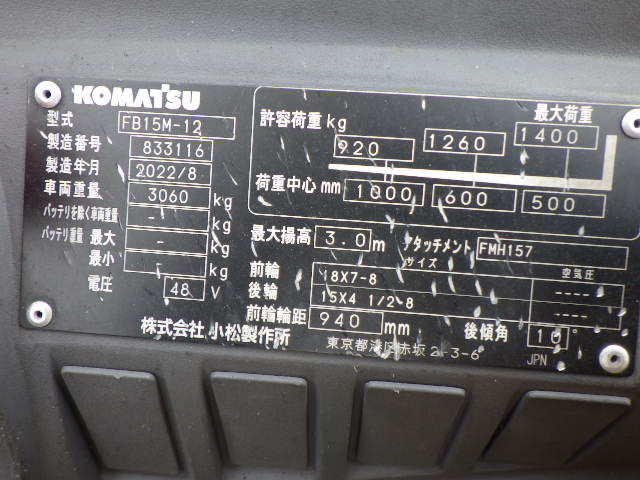 KOMATSU
型式 FB15M-12
製造番号 833116
製造年月 2022/8
車両重量 3060 kg
バッテリを除く車両重量 - kg
バッテリ重量 最大 - kg
最小 - kg
電圧 48 V
許容荷重 kg 920 1260 最大荷重 1400
荷重中心 mm 1000 600 500
最大揚高 3.0 m アタッチメント FMH157
サイズ 空気圧
前輪 18X7-8 ----
後輪 15X4 1/2-8 ----
前輪輪距 940 mm 後傾角 10°
株式会社 小松製作所
東京都港区赤坂2-3-6 JPN